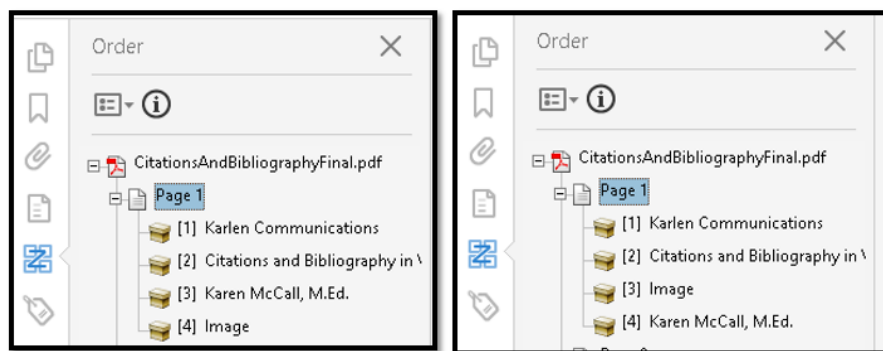 Order
CitationsAndBibliographyFinal.pdf
Page 1
[1] Karlen Communications
[2] Citations and Bibliography in
[3] Karen McCall, M.Ed.
[4] Image
Order
CitationsAndBibliographyFinal.pdf
Page 1
[1] Karlen Communications
[2] Citations and Bibliography in
[3] Image
[4] Karen McCall, M.Ed.